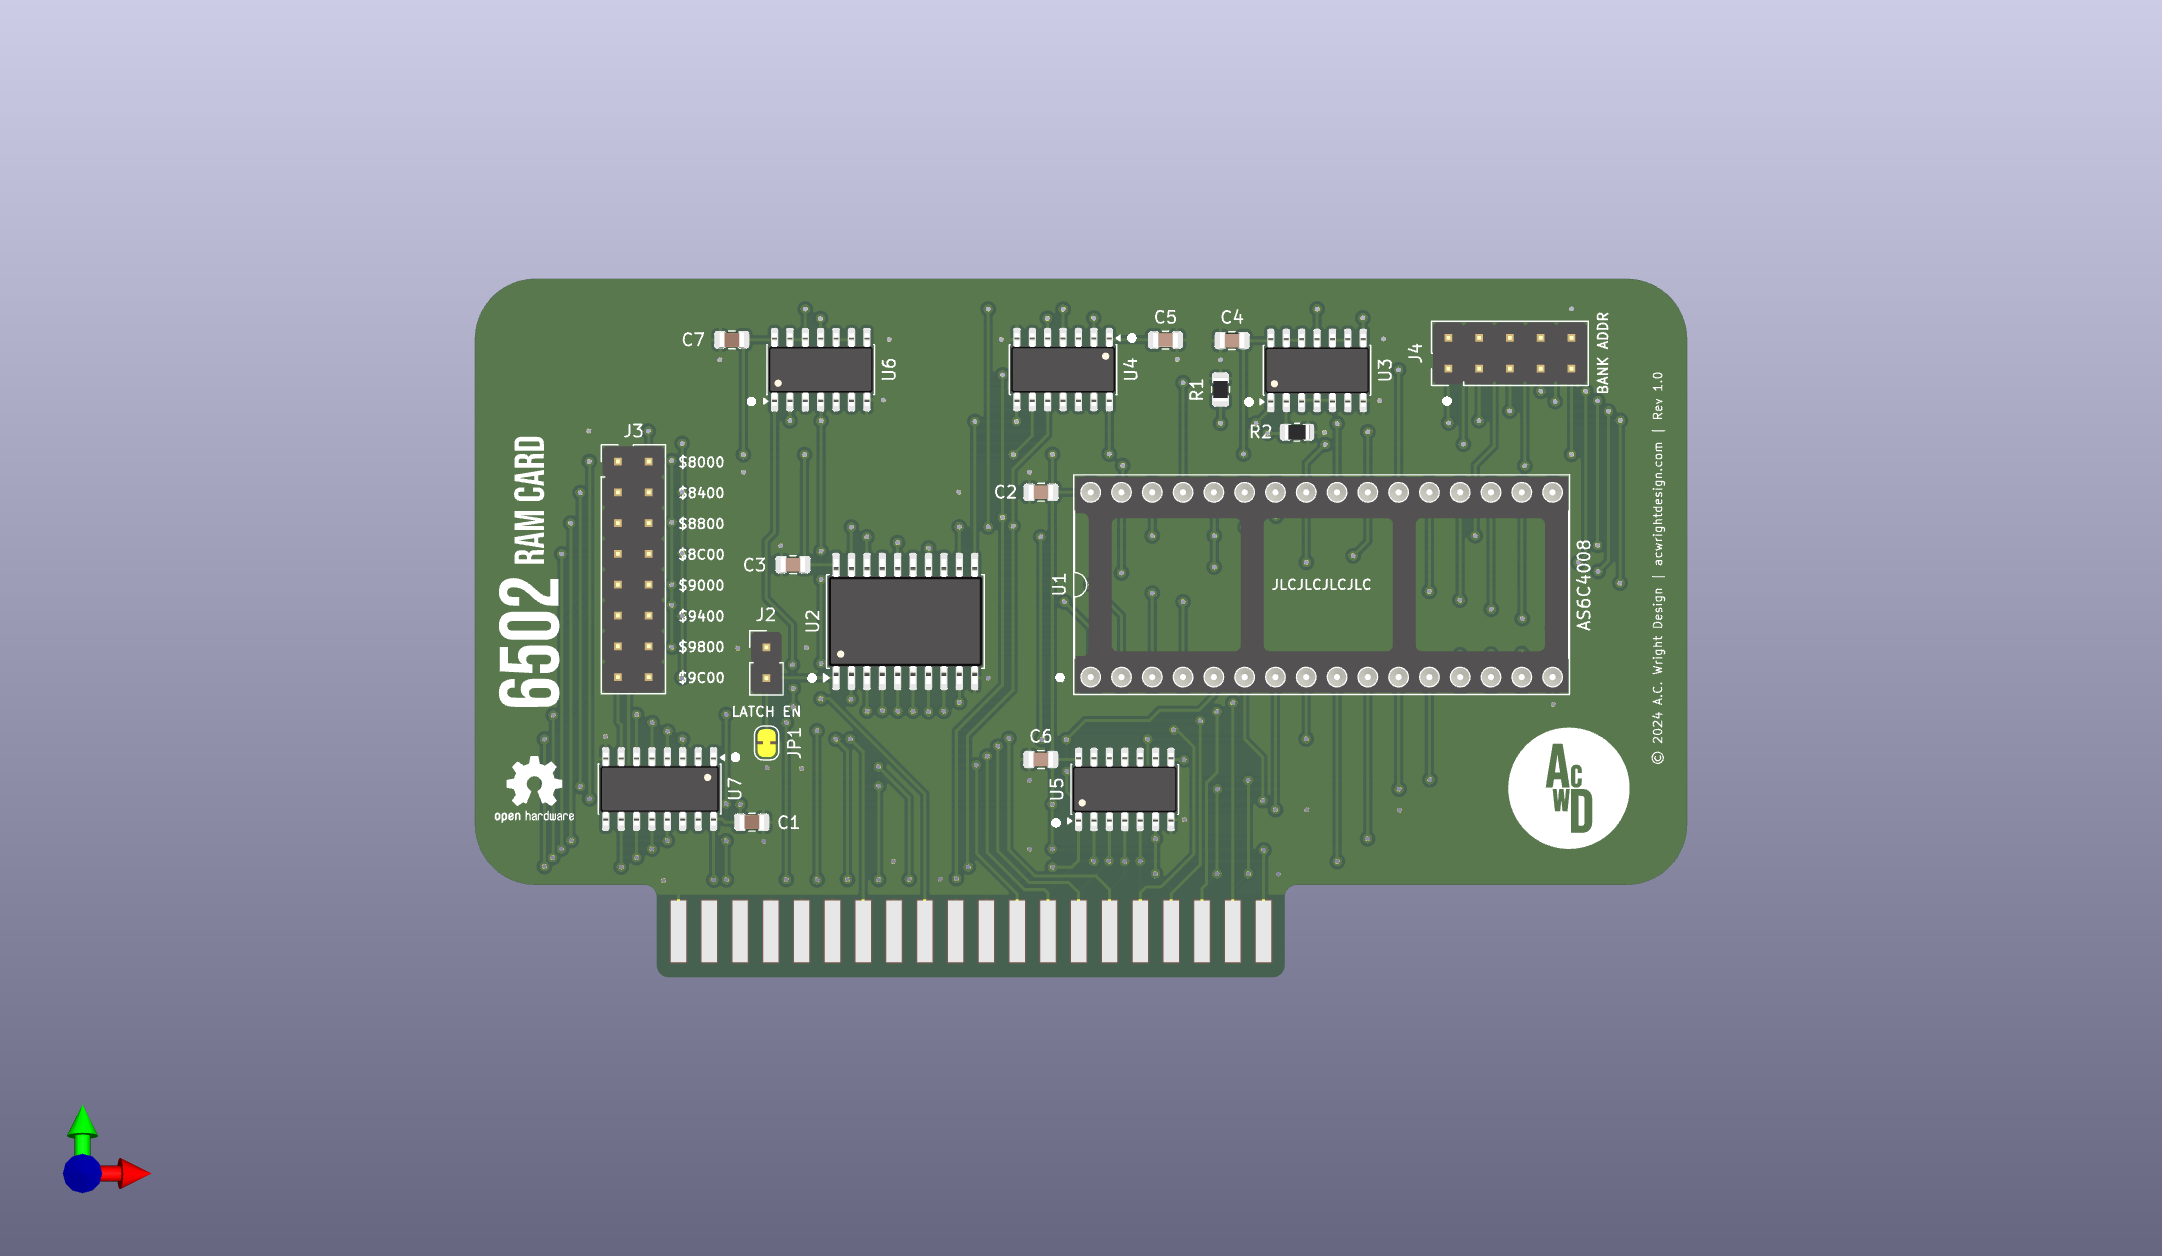 C7
U6
U4
C5
C4
R1
R2
U3
J4
BANK ADDR
J3
$8000
$8400
$8800
$8C00
$9000
$9400
$9800
$9C00
6502 RAM CARD
C2
C3
J2
U2
U1
JLCJLCJLCJLC
AS6C4008
© 2024 A.C. Wright Design | acwrightdesign.com | Rev 1.0
LATCH EN
JP1
U7
C1
C6
U5
open hardware
ACWD